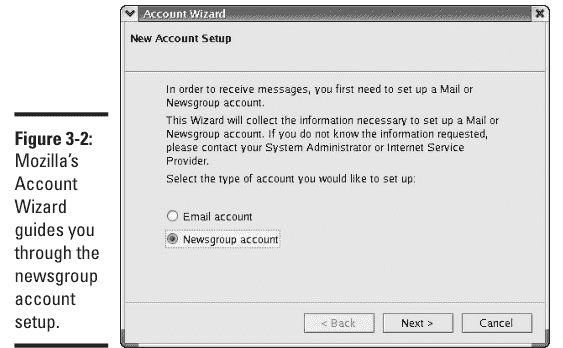 Figure 3-2:
Mozilla's
Account
Wizard
guides you
through the
newsgroup
account
setup.
Account Wizard
New Account Setup
In order to receive messages, you first need to set up a Mail or
Newsgroup account.
This Wizard will collect the information necessary to set up a Mail or
Newsgroup account. If you do not know the information requested,
please contact your System Administrator or Internet Service
Provider.
Select the type of account you would like to set up:
Email account
Newsgroup account
< Back Next > Cancel